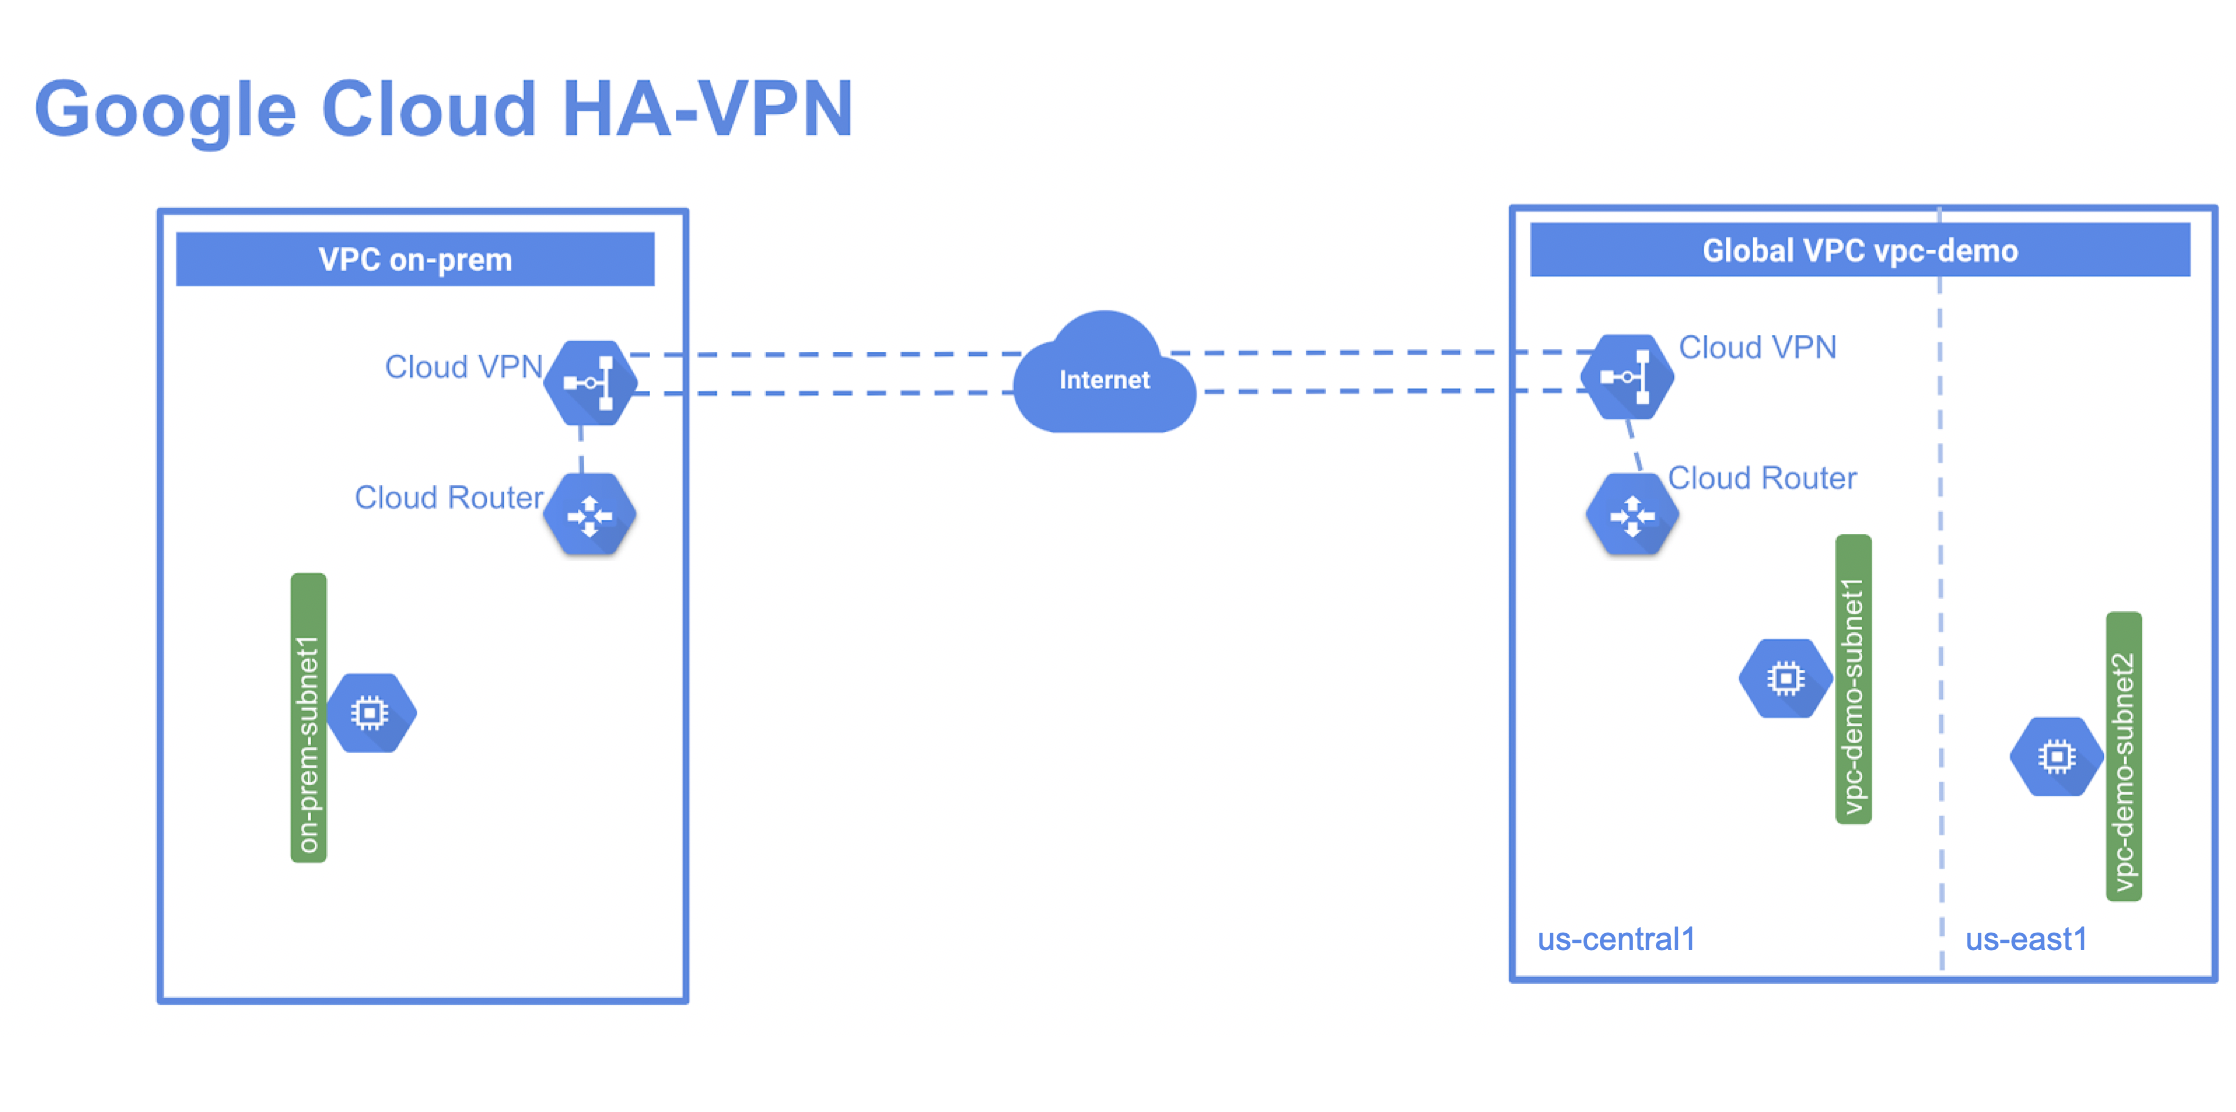 Google Cloud HA-VPN
VPC on-prem
Cloud VPN
Cloud Router
on-prem-subnet1
Internet
Global VPC vpc-demo
Cloud VPN
Cloud Router
vpc-demo-subnet1
vpc-demo-subnet2
us-central1
us-east1